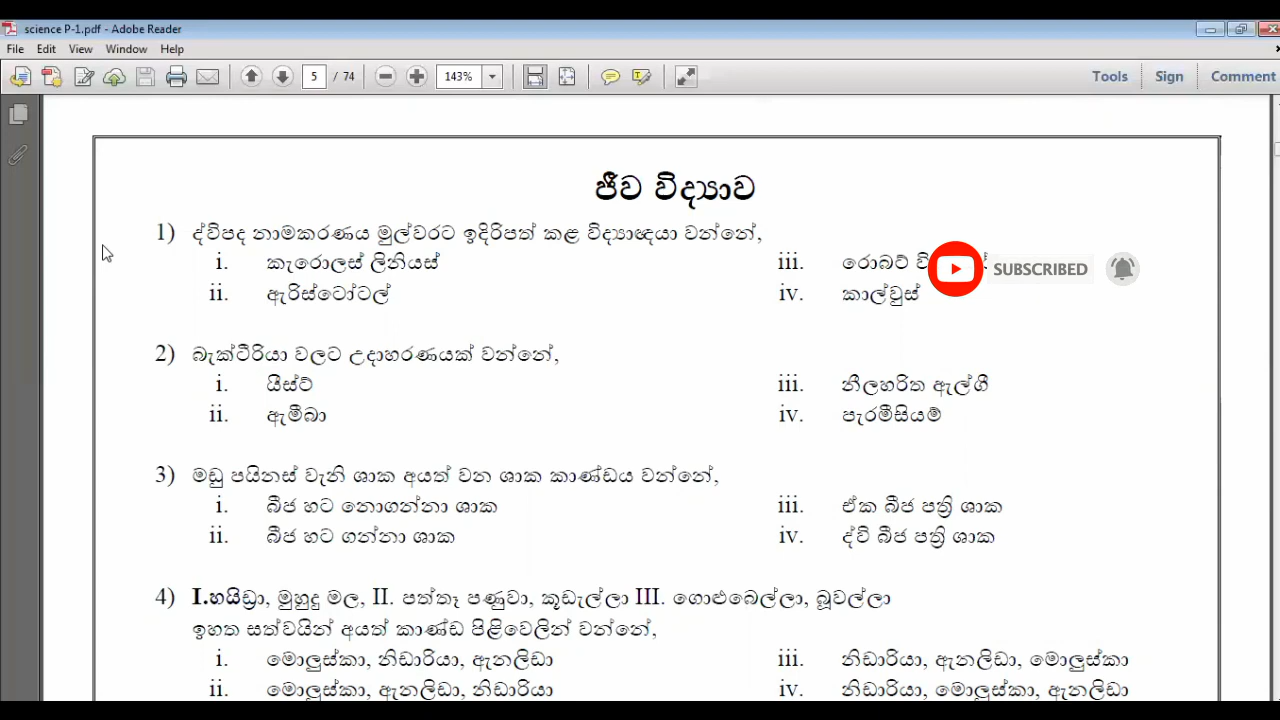 science P-1.pdf - Adobe Reader
File Edit View Window Help
5 / 74 143% Tools Sign Comment
ජීව විද්‍යාව
1) ද්විපද නාමකරණය මුල්වරට ඉදිරිපත් කළ විද්‍යාඥයා වන්නේ,
i. කැරොලස් ලිනියස් iii. රොබට්
SUBSCRIBED
ii. ඇරිස්ටෝටල් iv. කාල්වුස්
2) බැක්ටීරියා වලට උදාහරණයක් වන්නේ,
i. යීස්ට් iii. නීලහරිත ඇල්ගී
ii. ඇමීබා iv. පැරමීසියම්
3) මඩු පයිනස් වැනි ශාක අයත් වන ශාක කාණ්ඩය වන්නේ,
i. බීජ හට නොගන්නා ශාක iii. ඒක බීජ පත්‍රි ශාක
ii. බීජ හට ගන්නා ශාක iv. ද්වි බීජ පත්‍රි ශාක
4) I.හයිඩ්‍රා, මුහුදු මල, II. පත්තෑ පණුවා, කූඩැල්ලා III. ගොළුබෙල්ලා, බූවල්ලා
ඉහත සත්වයින් අයත් කාණ්ඩ පිළිවෙලින් වන්නේ,
i. මොලුස්කා, නිඩාරියා, ඇනලිඩා iii. නිඩාරියා, ඇනලිඩා, මොලුස්කා
ii. මොලුස්කා, ඇනලිඩා, නිඩාරියා iv. නිඩාරියා, මොලුස්කා, ඇනලිඩා